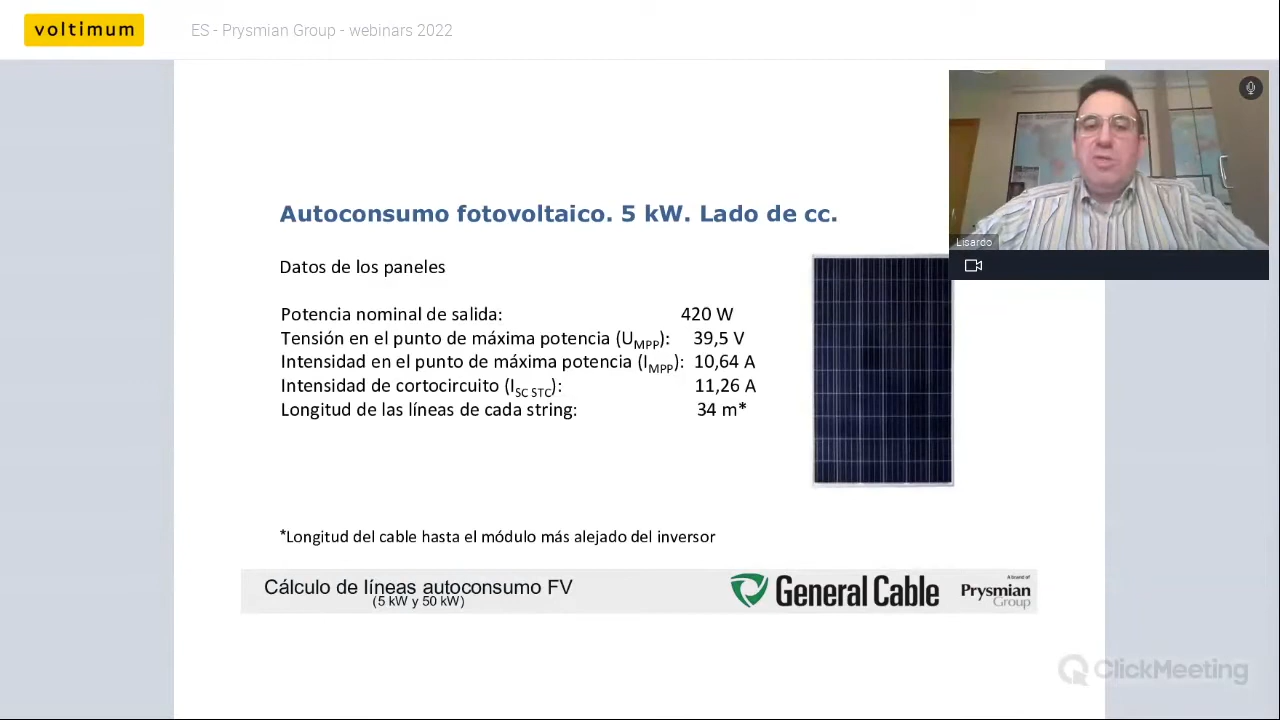 voltimum
ES - Prysmian Group - webinars 2022
Lisardo
Autoconsumo fotovoltaico. 5 kW. Lado de cc.
Datos de los paneles
Potencia nominal de salida: 420 W
Tensión en el punto de máxima potencia (UMPP): 39,5 V
Intensidad en el punto de máxima potencia (IMPP): 10,64 A
Intensidad de cortocircuito (ISC STC): 11,26 A
Longitud de las líneas de cada string: 34 m*
*Longitud del cable hasta el módulo más alejado del inversor
Cálculo de líneas autoconsumo FV
(5 kW y 50 kW)
General Cable
A brand of
Prysmian
Group
ClickMeeting